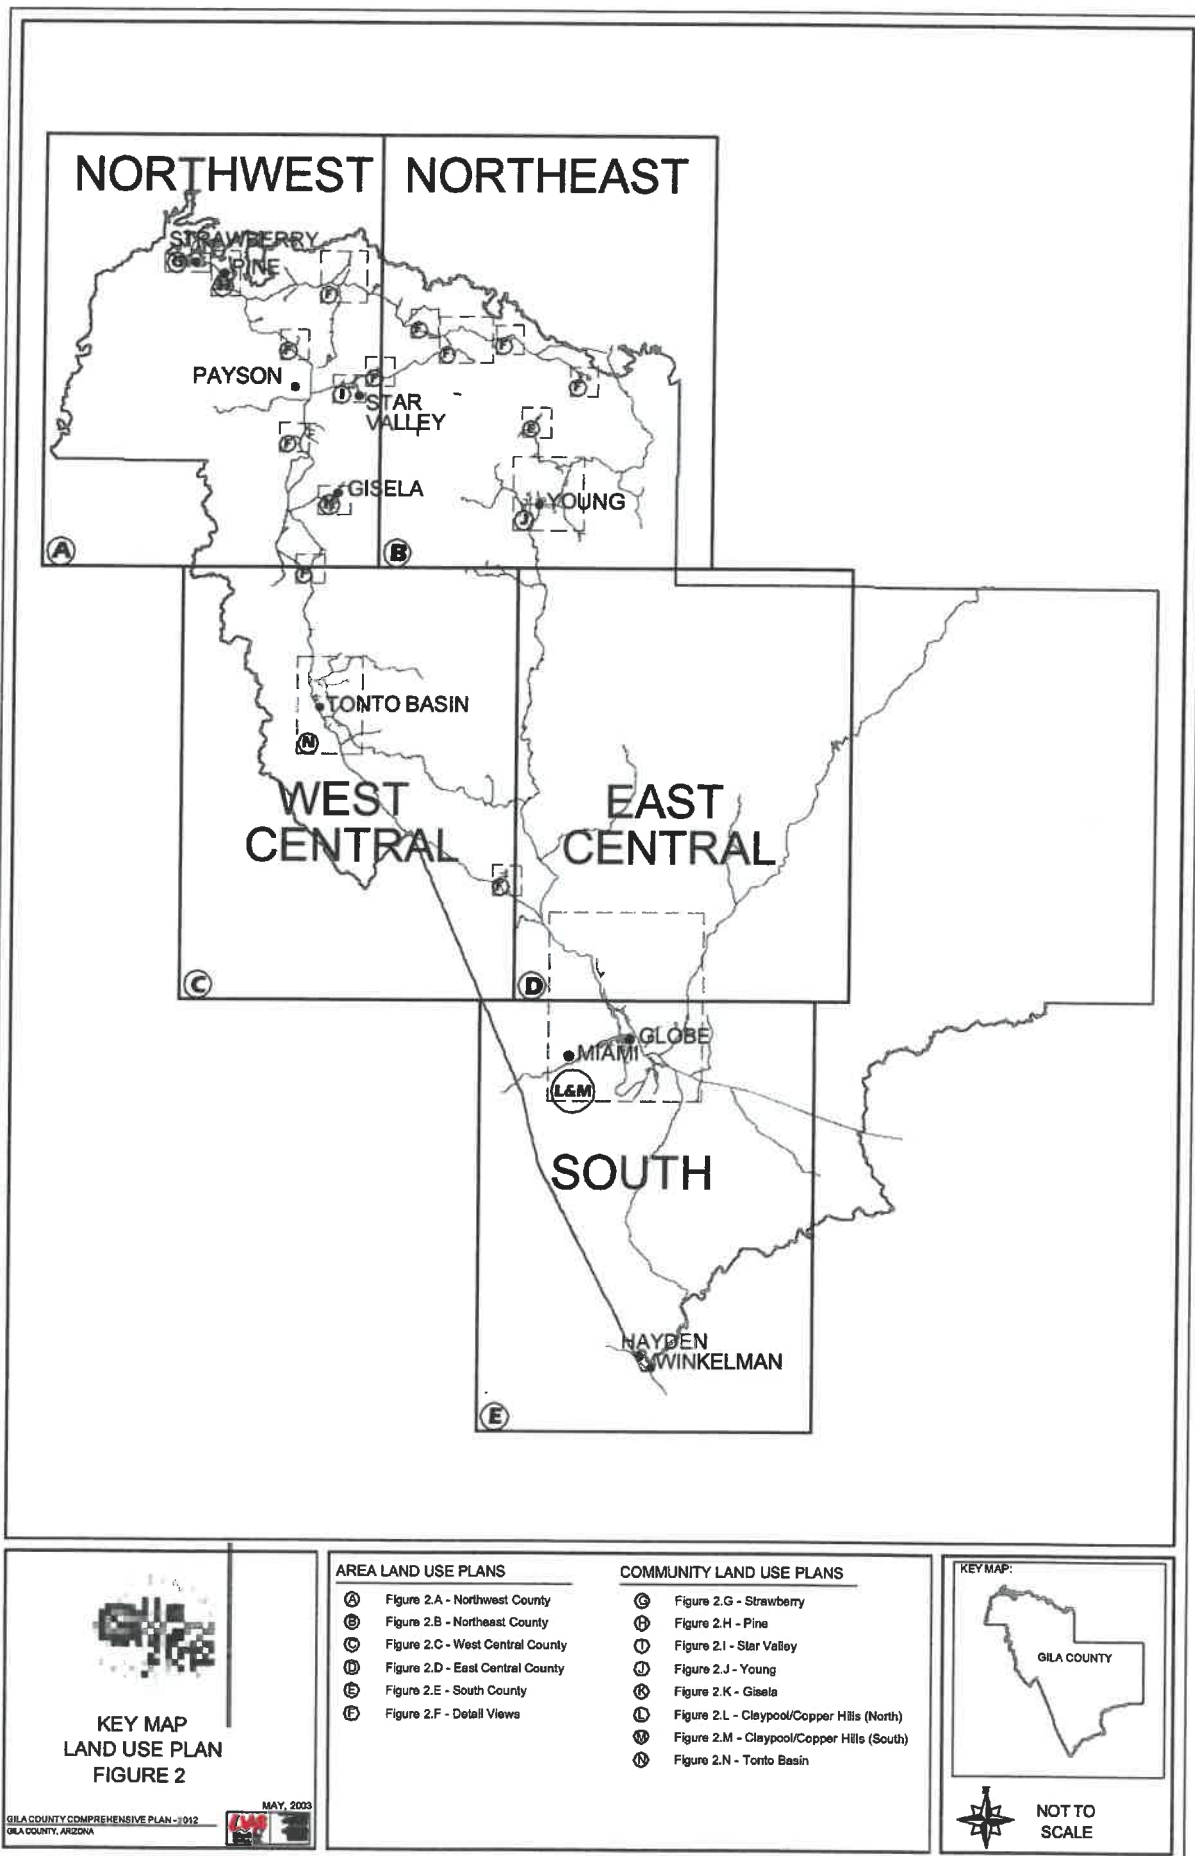 NORTHWEST
NORTHEAST
STRAWBERRY
G
PINE
H
F
F
F
F
F
PAYSON
F
I
STAR
VALLEY
F
F
GISELA
YOUNG
J
A
B
F
TONTO BASIN
N
WEST
CENTRAL
EAST
CENTRAL
F
C
D
GLOBE
MIAMI
L&M
SOUTH
HAYDEN
WINKELMAN
E
KEY MAP
LAND USE PLAN
FIGURE 2
MAY, 2003
GILA COUNTY COMPREHENSIVE PLAN - 2012
GILA COUNTY, ARIZONA
AREA LAND USE PLANS
A Figure 2.A - Northwest County
B Figure 2.B - Northeast County
C Figure 2.C - West Central County
D Figure 2.D - East Central County
E Figure 2.E - South County
F Figure 2.F - Detail Views
COMMUNITY LAND USE PLANS
G Figure 2.G - Strawberry
H Figure 2.H - Pine
I Figure 2.I - Star Valley
J Figure 2.J - Young
K Figure 2.K - Gisela
L Figure 2.L - Claypool/Copper Hills (North)
M Figure 2.M - Claypool/Copper Hills (South)
N Figure 2.N - Tonto Basin
KEY MAP:
GILA COUNTY
NOT TO
SCALE